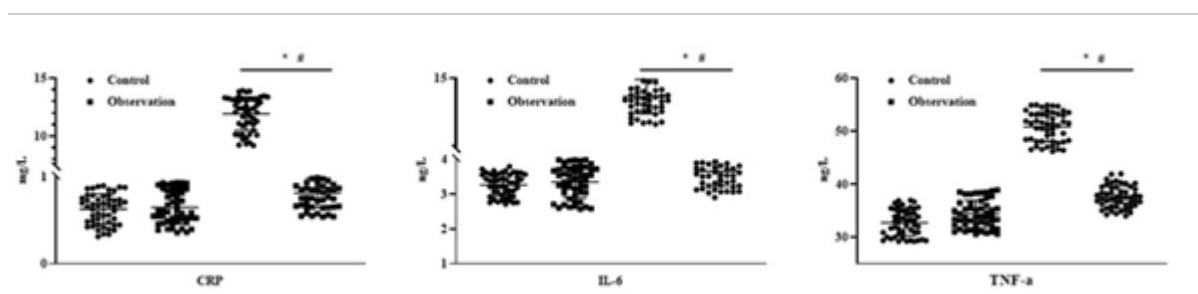 * #
Control
Observation
15
10
1
0
mg/L
CRP
* #
Control
Observation
15
4
3
2
1
ng/L
IL-6
* #
Control
Observation
60
50
40
30
ng/L
TNF-a